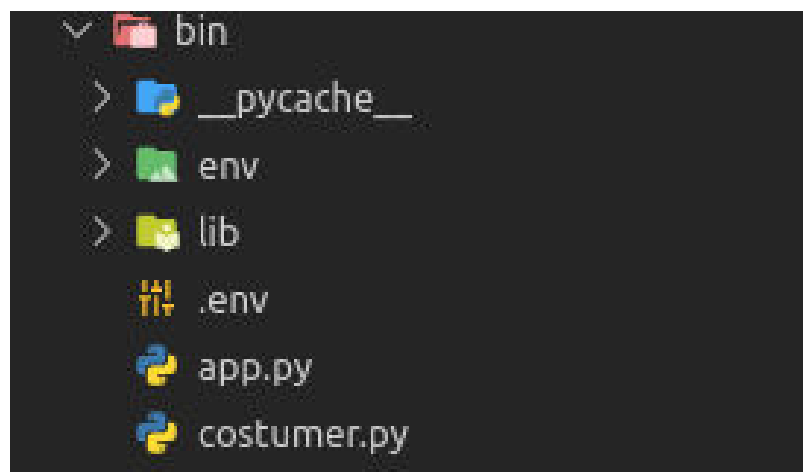 bin
__pycache__
env
lib
.env
app.py
costumer.py